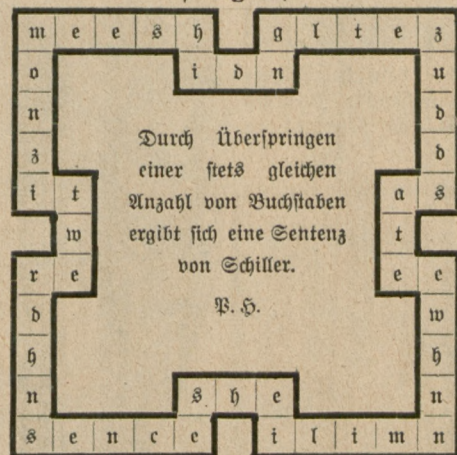 m e e s h g l t e z
o i d n u
n d
z d
i t a s
w t
r e e e
d w
h h
n s h e n
s e n c e i l i m n
Durch Überspringen
einer stets gleichen
Anzahl von Buchstaben
ergibt sich eine Sentenz
von Schiller.
P. H.